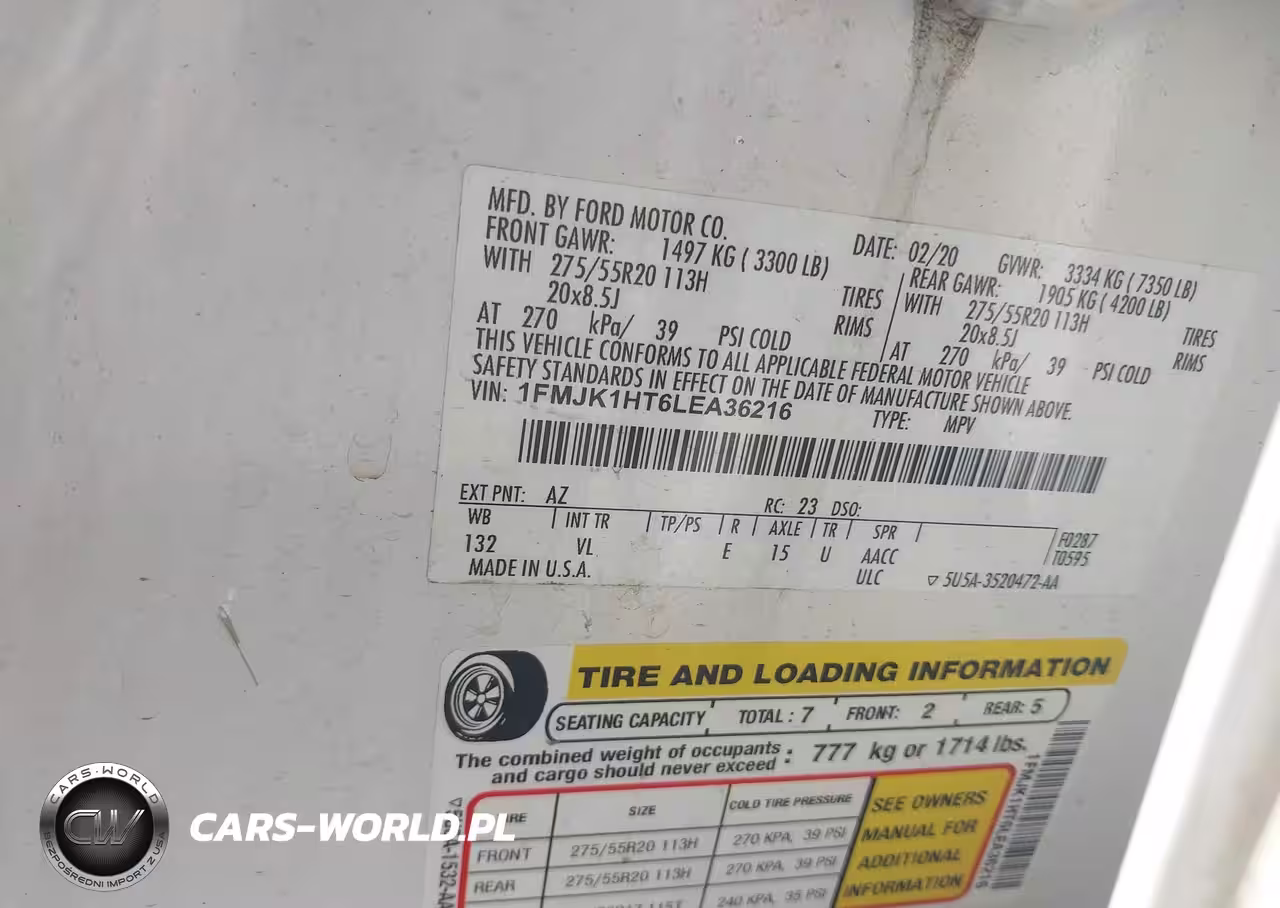 MFD. BY FORD MOTOR CO. DATE: 02/20 GVWR: 3334 KG ( 7350 LB)
FRONT GAWR: 1497 KG ( 3300 LB) REAR GAWR: 1905 KG ( 4200 LB)
WITH 275/55R20 113H TIRES WITH 275/55R20 113H TIRES
20x8.5J RIMS 20x8.5J RIMS
AT 270 kPa/ 39 PSI COLD AT 270 kPa/ 39 PSI COLD
THIS VEHICLE CONFORMS TO ALL APPLICABLE FEDERAL MOTOR VEHICLE
SAFETY STANDARDS IN EFFECT ON THE DATE OF MANUFACTURE SHOWN ABOVE.
VIN: 1FMJK1HT6LEA36216 TYPE: MPV
EXT PNT: AZ RC: 23 DSO:
WB INT TR TP/PS R AXLE TR SPR F0287
132 VL E 15 U AACC T0595
MADE IN U.S.A. ULC ▽ 5U5A-3520472-AA
TIRE AND LOADING INFORMATION
SEATING CAPACITY TOTAL : 7 FRONT: 2 REAR: 5
The combined weight of occupants : 777 kg or 1714 lbs.
and cargo should never exceed
SIZE COLD TIRE PRESSURE
FRONT 275/55R20 113H 270 KPA, 39 PSI
REAR 275/55R20 113H 270 KPA, 39 PSI
240 KPA, 35 PSI
SEE OWNERS
MANUAL FOR
ADDITIONAL
INFORMATION
1FMJK1HT6LEA36216
CARS-WORLD
CW
BEZPOŚREDNI IMPORT Z USA
CARS-WORLD.PL